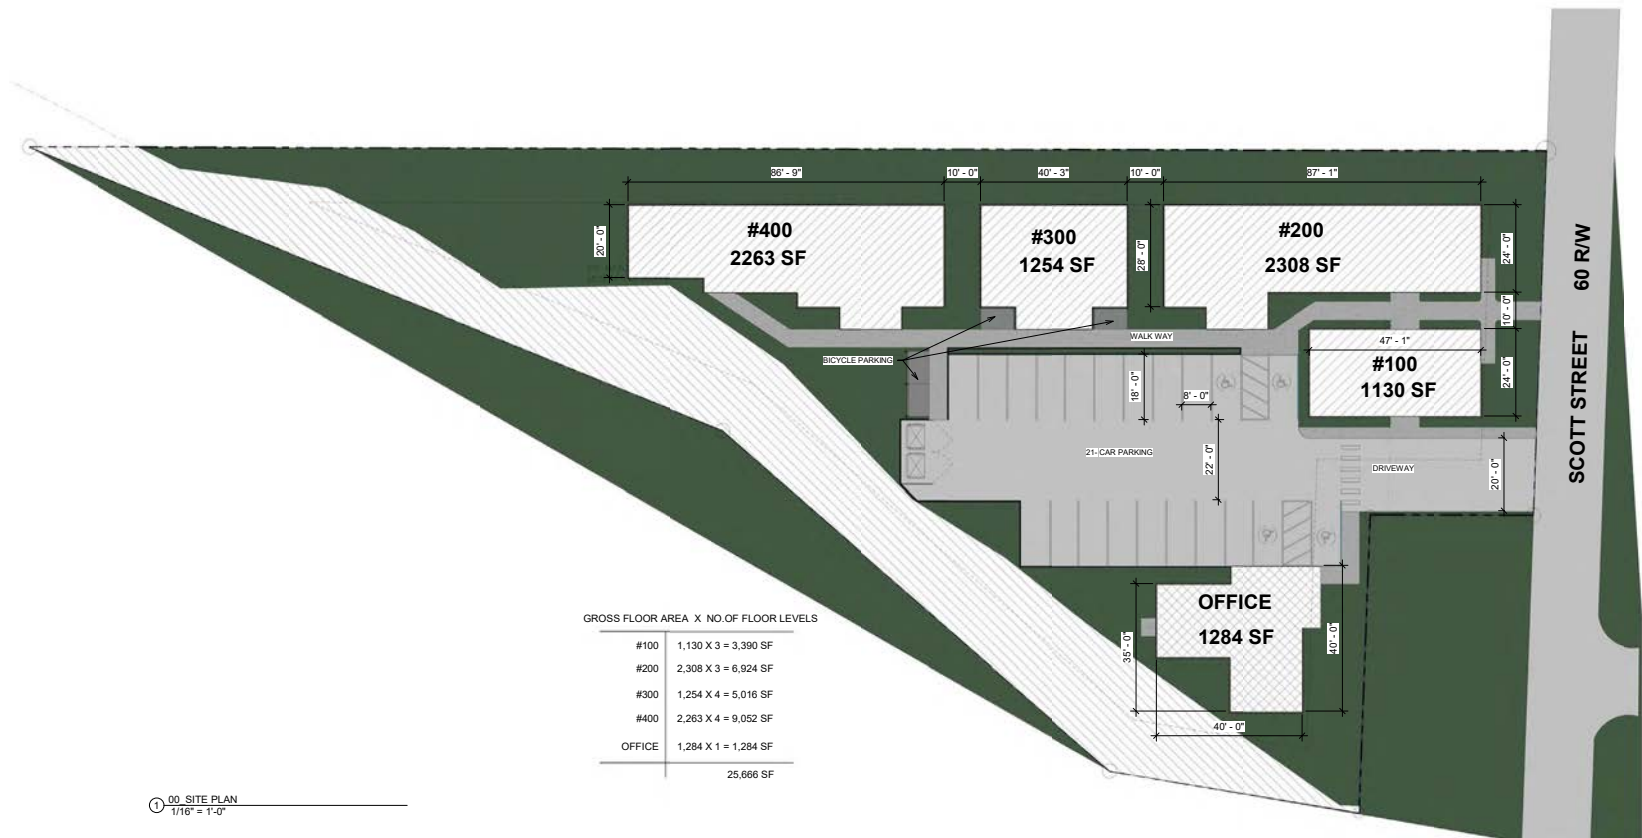 86' - 9"
10' - 0"
40' - 3"
10' - 0"
87' - 1"
20' - 0"
#400
2263 SF
#300
1254 SF
28' - 0"
#200
2308 SF
24' - 0"
SCOTT STREET 60 R/W
10' - 0"
WALK WAY
47' - 1"
#100
1130 SF
24' - 0"
BICYCLE PARKING
18' - 0"
8' - 0"
21- CAR PARKING
22' - 0"
DRIVEWAY
20' - 0"
OFFICE
1284 SF
35' - 0"
40' - 0"
40' - 0"
GROSS FLOOR AREA X NO.OF FLOOR LEVELS
#100 1,130 X 3 = 3,390 SF
#200 2,308 X 3 = 6,924 SF
#300 1,254 X 4 = 5,016 SF
#400 2,263 X 4 = 9,052 SF
OFFICE 1,284 X 1 = 1,284 SF
25,666 SF
1 00_SITE PLAN
1/16" = 1'-0"